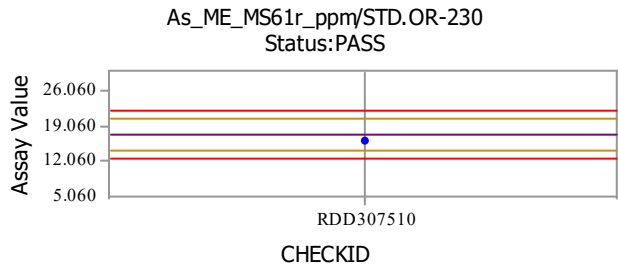 As_ME_MS61r_ppm/STD.OR-230
Status:PASS
Assay Value
26.060
19.060
12.060
5.060
RDD307510
CHECKID